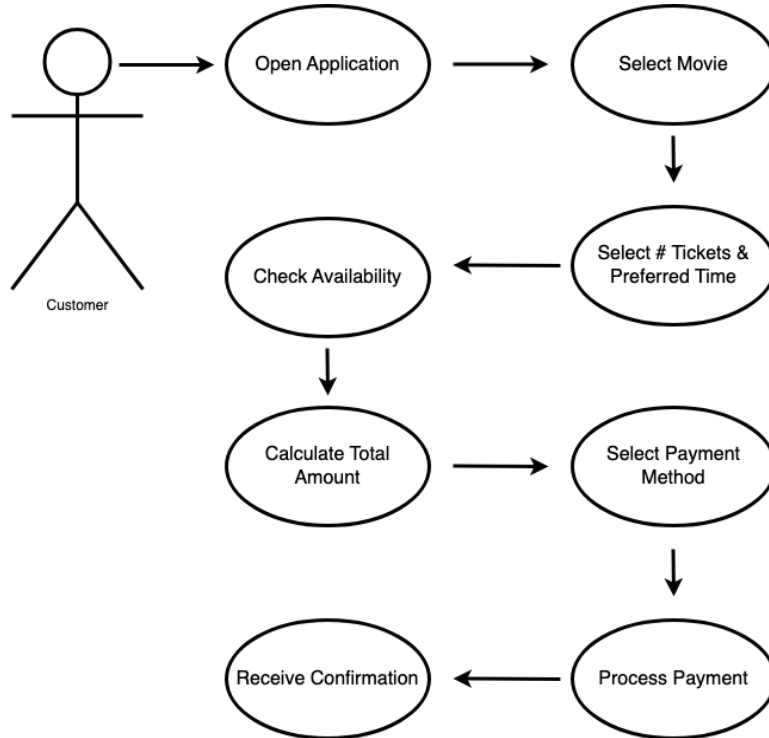 Open Application
Select Movie
Select # Tickets &
Preferred Time
Check Availability
Customer
Calculate Total
Amount
Select Payment
Method
Process Payment
Receive Confirmation